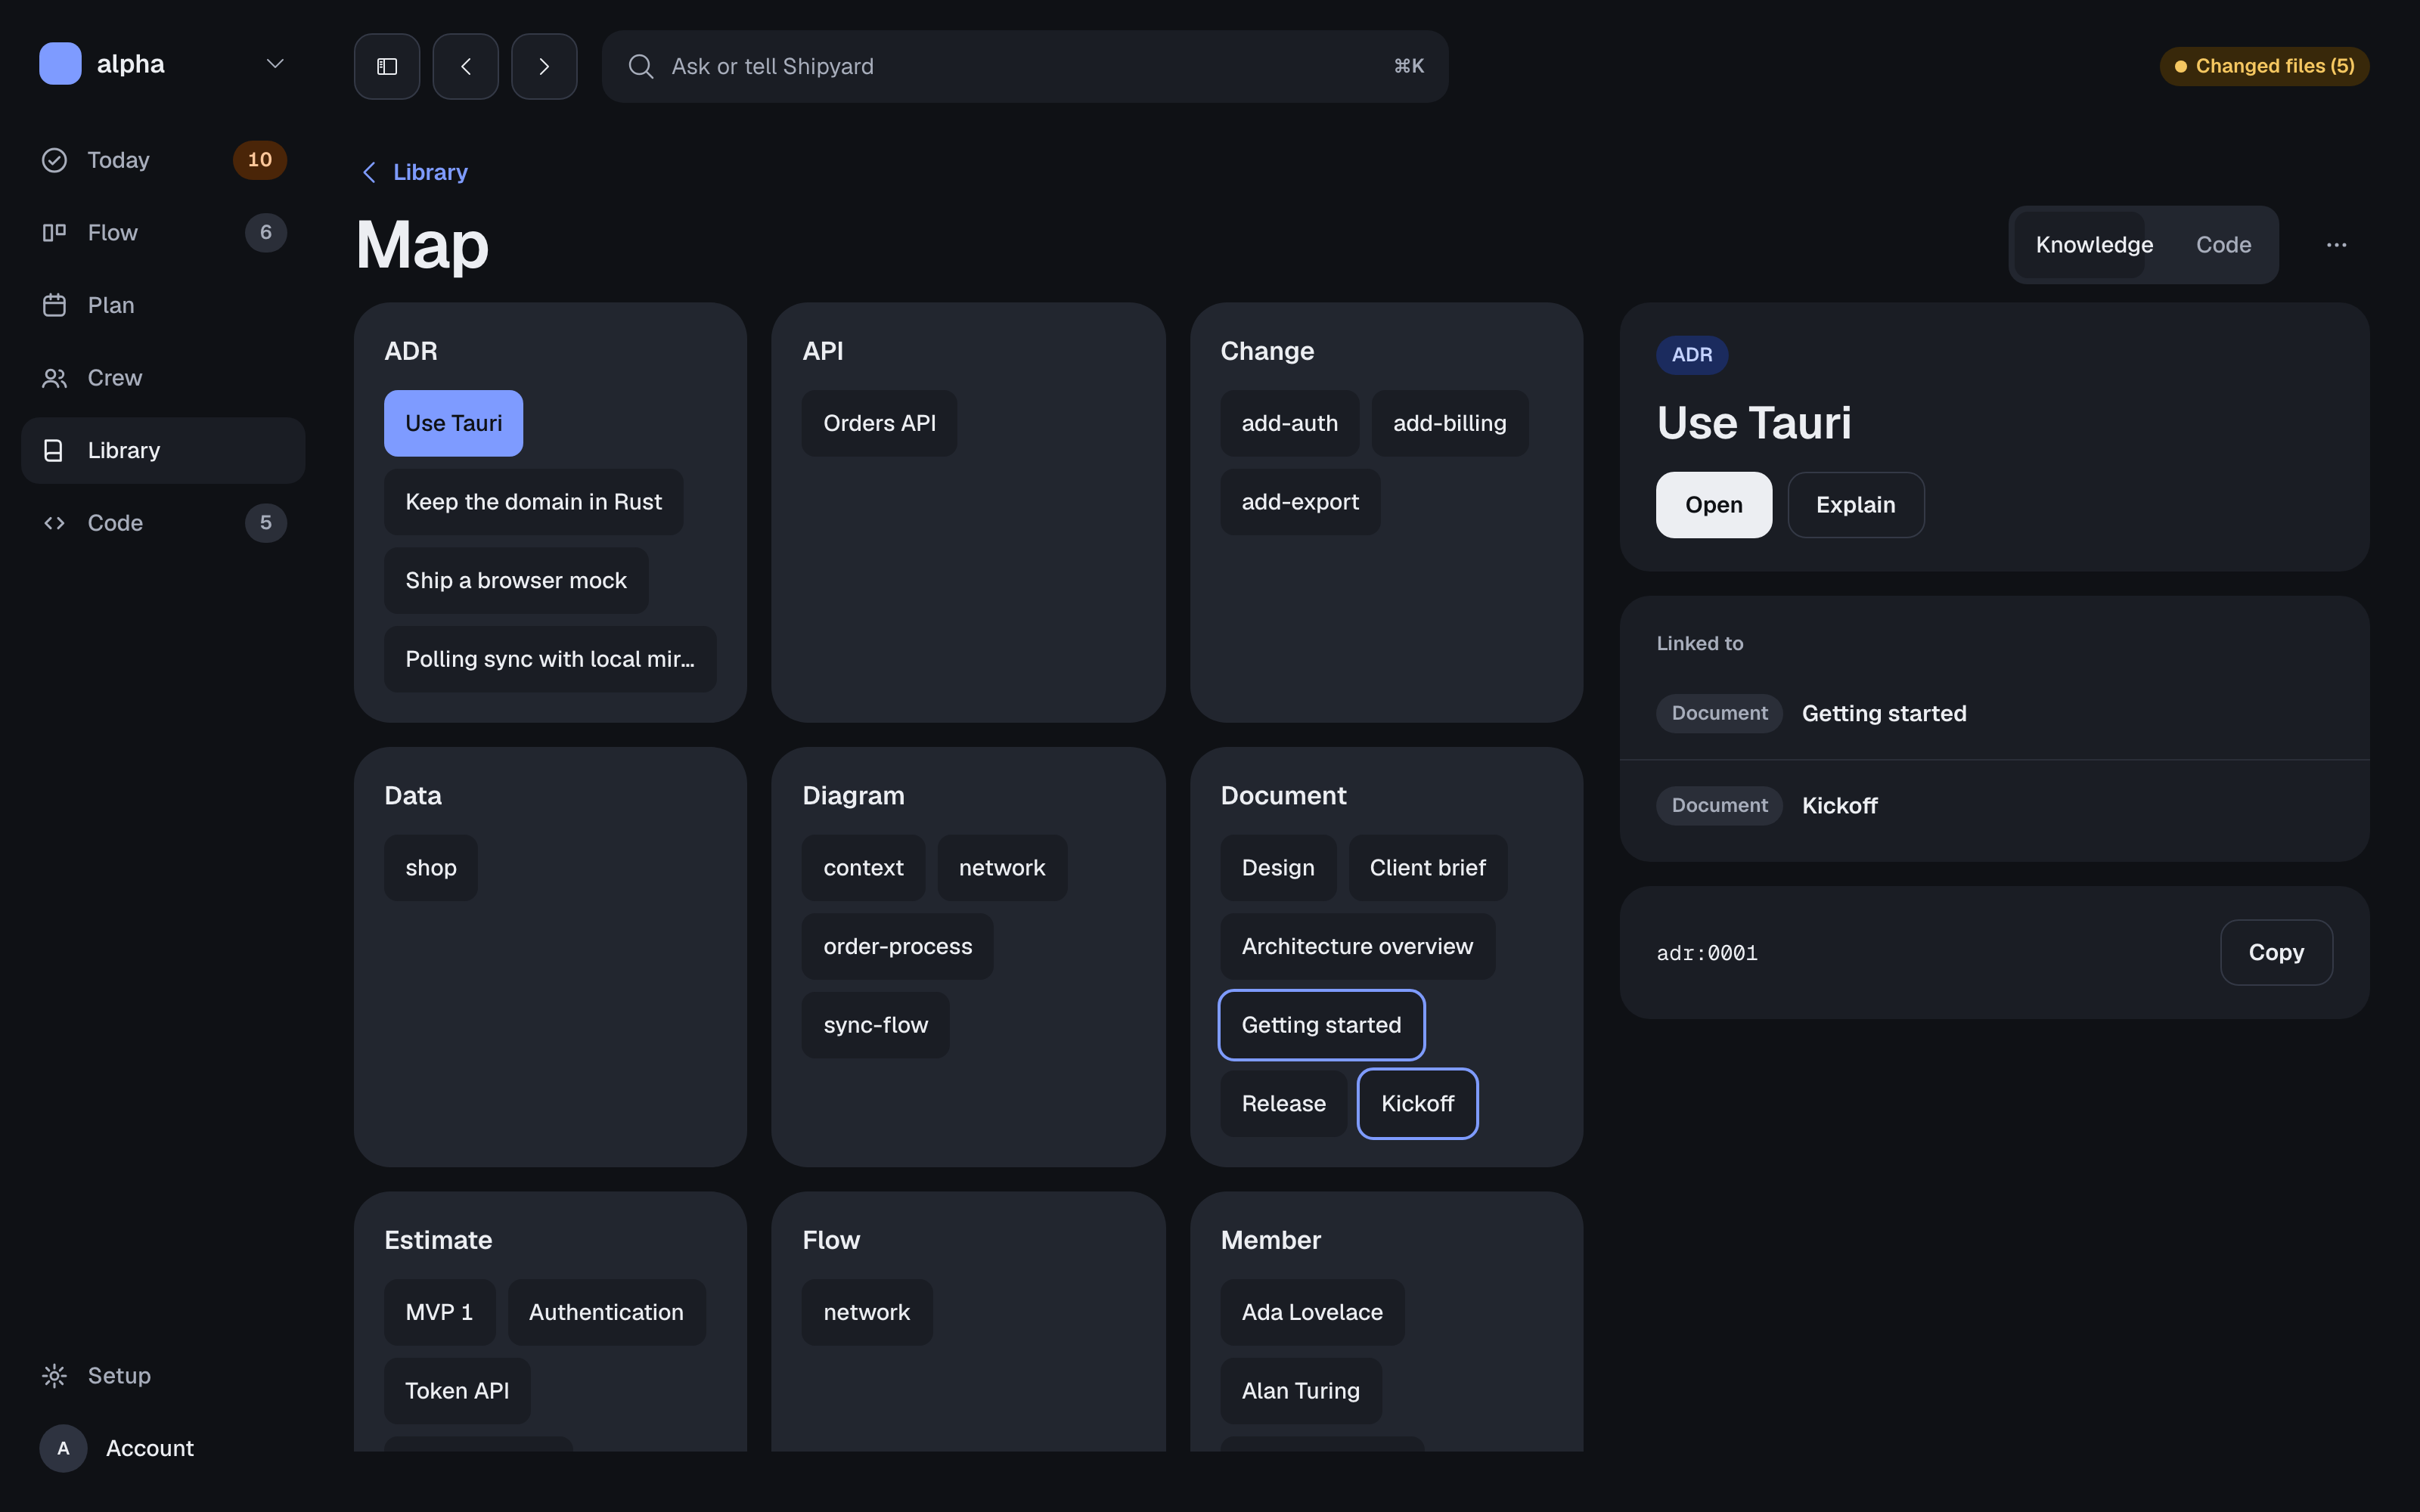 alpha
Today 10
Flow 6
Plan
Crew
Library
Code 5
Setup
A Account
Ask or tell Shipyard ⌘K
Changed files (5)
Library
Map
Knowledge Code
ADR
Use Tauri
Keep the domain in Rust
Ship a browser mock
Polling sync with local mir...
API
Orders API
Change
add-auth add-billing
add-export
Data
shop
Diagram
context network
order-process
sync-flow
Document
Design Client brief
Architecture overview
Getting started
Release Kickoff
Estimate
MVP 1 Authentication
Token API
Flow
network
Member
Ada Lovelace
Alan Turing
ADR
Use Tauri
Open Explain
Linked to
Document Getting started
Document Kickoff
adr:0001 Copy